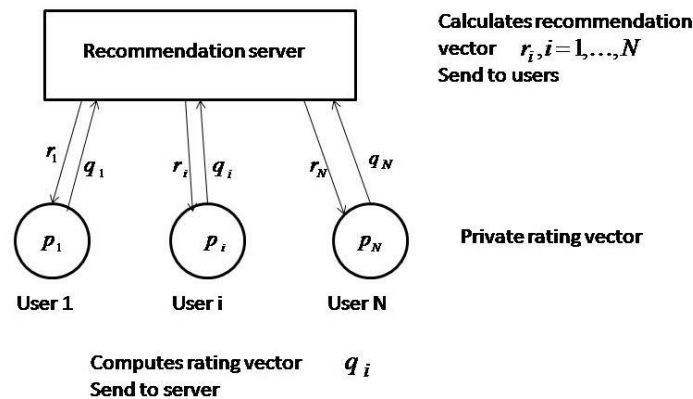 Recommendation server
Calculates recommendation
vector r_i, i=1,...,N
Send to users
r_1 q_1 r_i q_i r_N q_N
p_1 p_i p_N
Private rating vector
User 1 User i User N
Computes rating vector q_i
Send to server